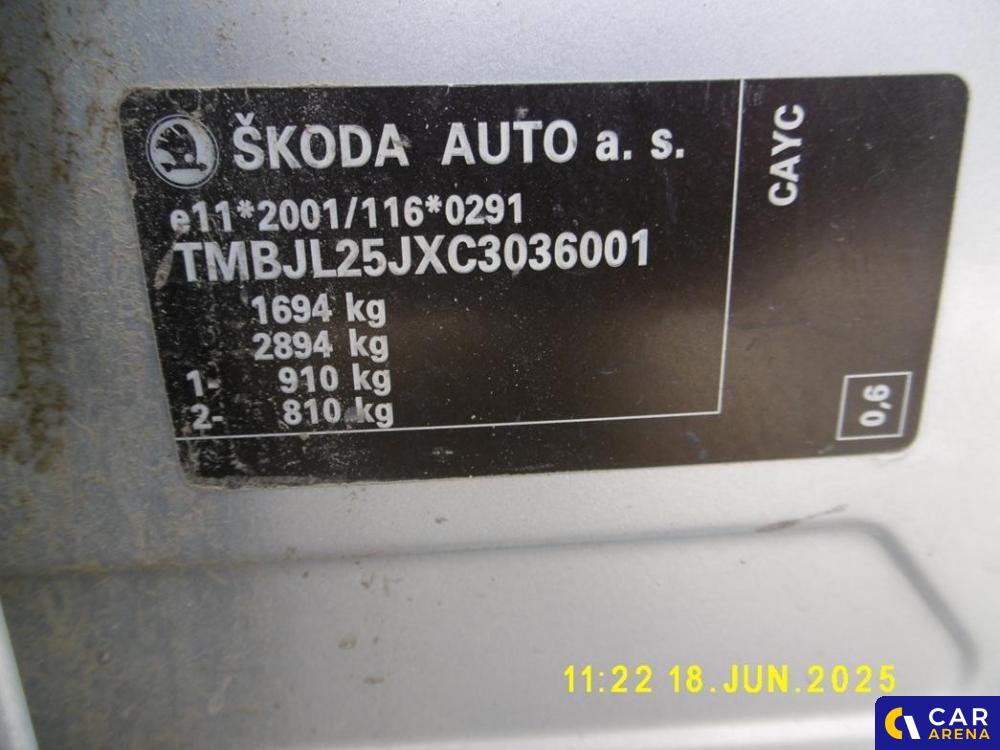 ŠKODA AUTO a. s.
e11*2001/116*0291
TMBJL25JXC3036001
1694 kg
2894 kg
1- 910 kg
2- 810 kg
CAYC
0,6
11:22 18.JUN.2025
CAR
ARENA